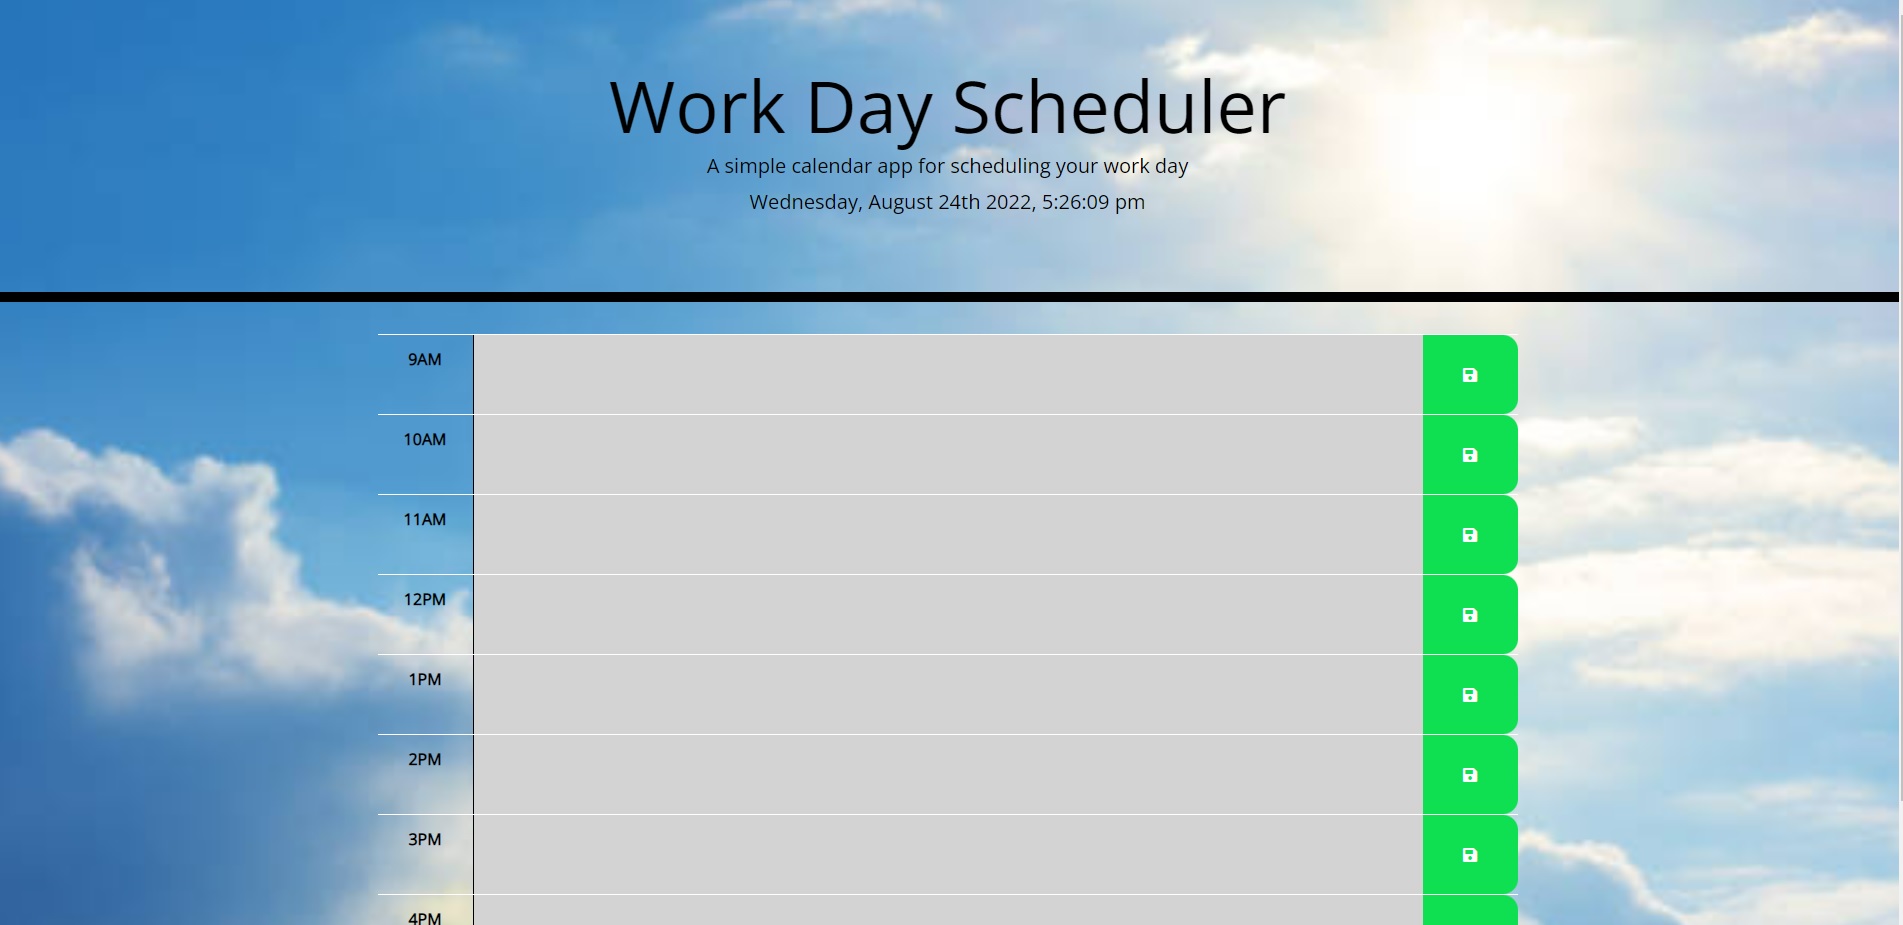 Work Day Scheduler
A simple calendar app for scheduling your work day
Wednesday, August 24th 2022, 5:26:09 pm
9AM
10AM
11AM
12PM
1PM
2PM
3PM
4PM